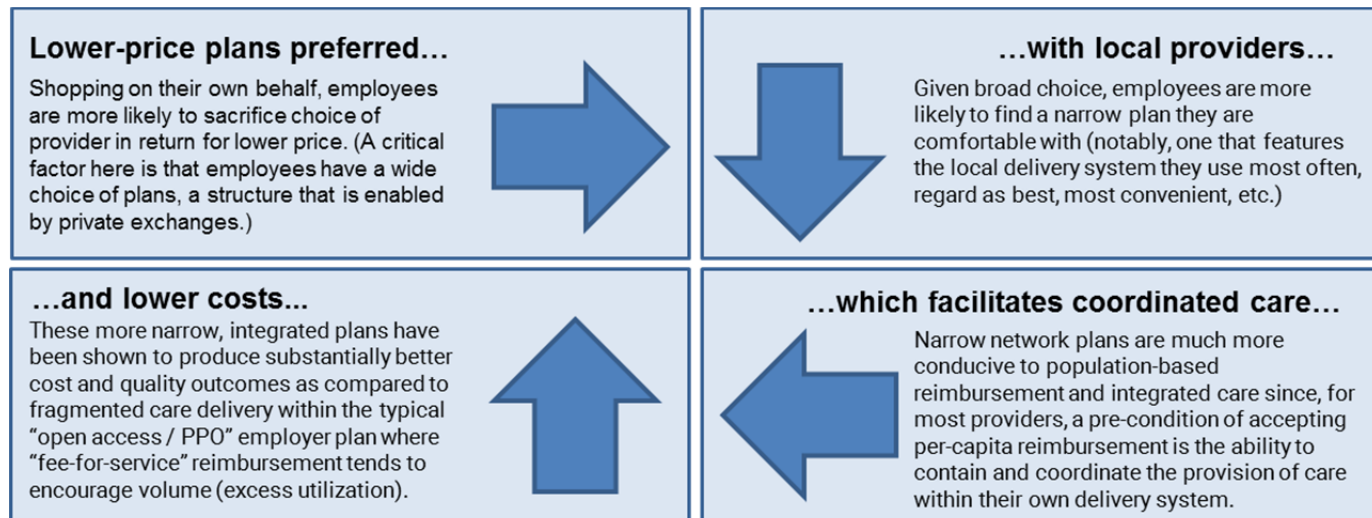 Lower-price plans preferred…
Shopping on their own behalf, employees
are more likely to sacrifice choice of
provider in return for lower price. (A critical
factor here is that employees have a wide
choice of plans, a structure that is enabled
by private exchanges.)
…with local providers…
Given broad choice, employees are more
likely to find a narrow plan they are
comfortable with (notably, one that features
the local delivery system they use most often,
regard as best, most convenient, etc.)
…which facilitates coordinated care…
Narrow network plans are much more
conducive to population-based
reimbursement and integrated care since, for
most providers, a pre-condition of accepting
per-capita reimbursement is the ability to
contain and coordinate the provision of care
within their own delivery system.
…and lower costs...
These more narrow, integrated plans have
been shown to produce substantially better
cost and quality outcomes as compared to
fragmented care delivery within the typical
“open access / PPO” employer plan where
“fee-for-service” reimbursement tends to
encourage volume (excess utilization).